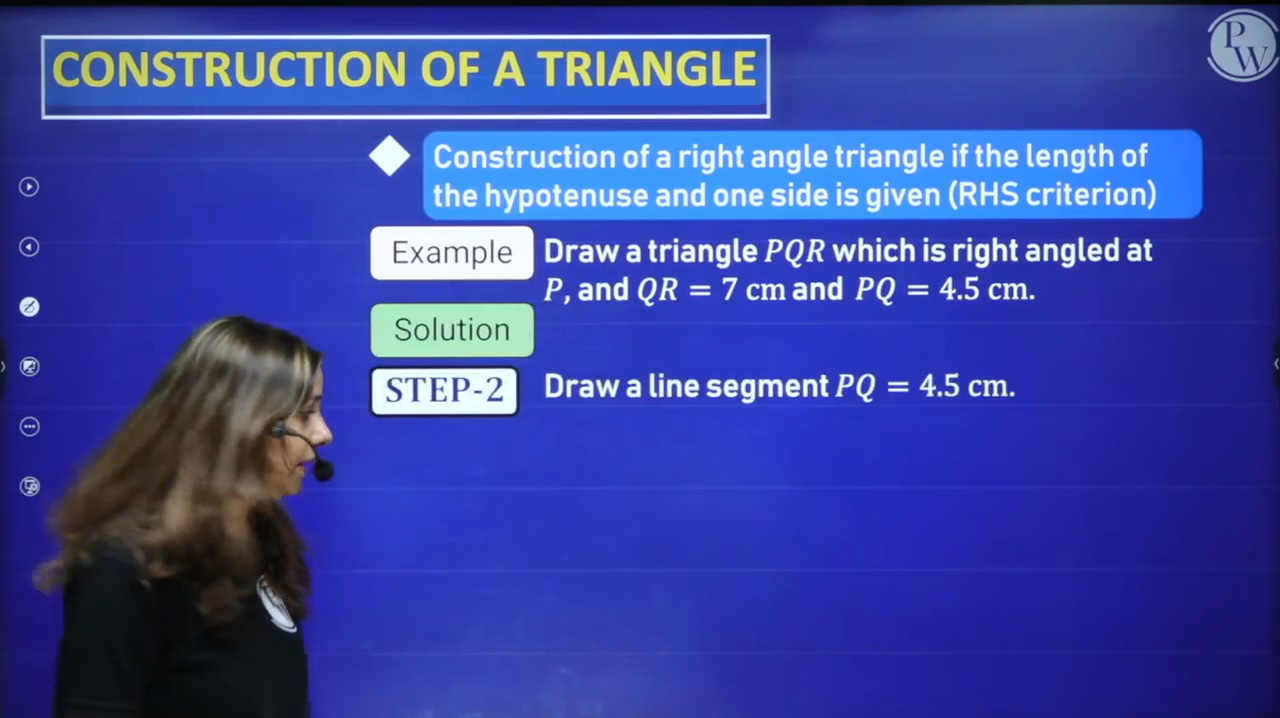 CONSTRUCTION OF A TRIANGLE
PW
Construction of a right angle triangle if the length of
the hypotenuse and one side is given (RHS criterion)
Example Draw a triangle PQR which is right angled at
P, and QR = 7 cm and PQ = 4.5 cm.
Solution
STEP-2 Draw a line segment PQ = 4.5 cm.